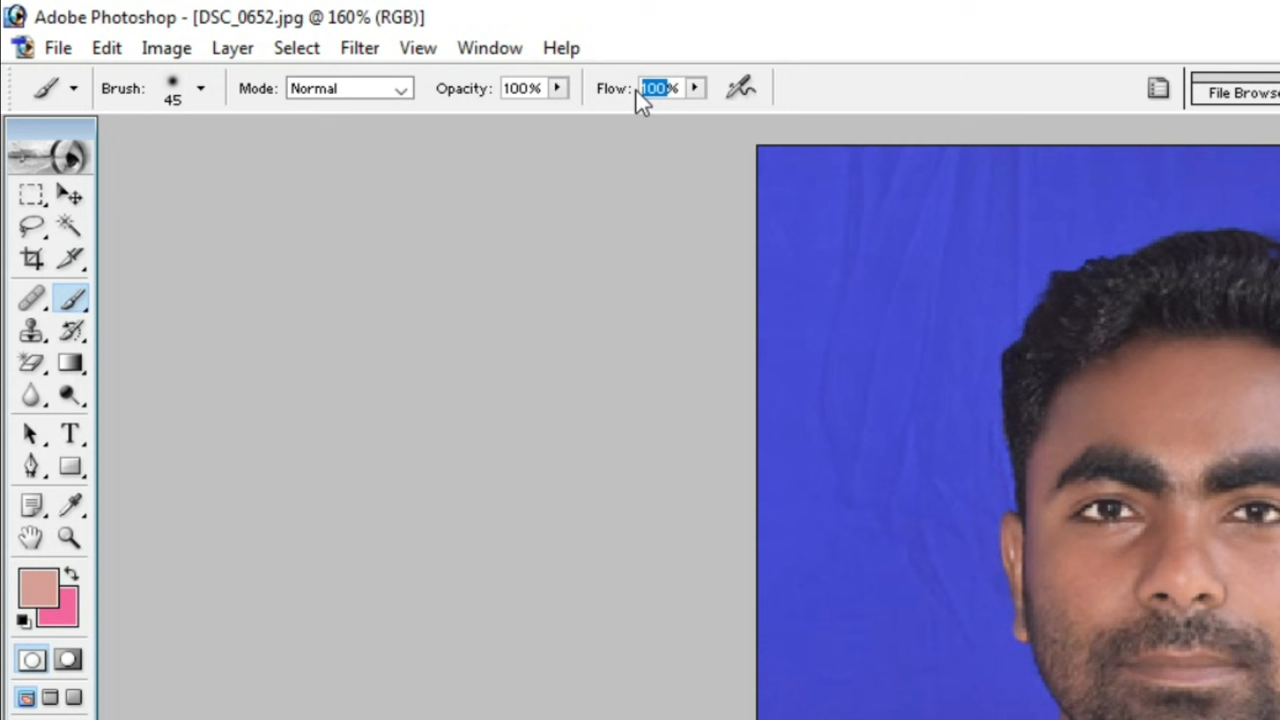 Adobe Photoshop - [DSC_0652.jpg @ 160% (RGB)]
File Edit Image Layer Select Filter View Window Help
Brush: 45 Mode: Normal Opacity: 100% Flow: 100% File Browse
T